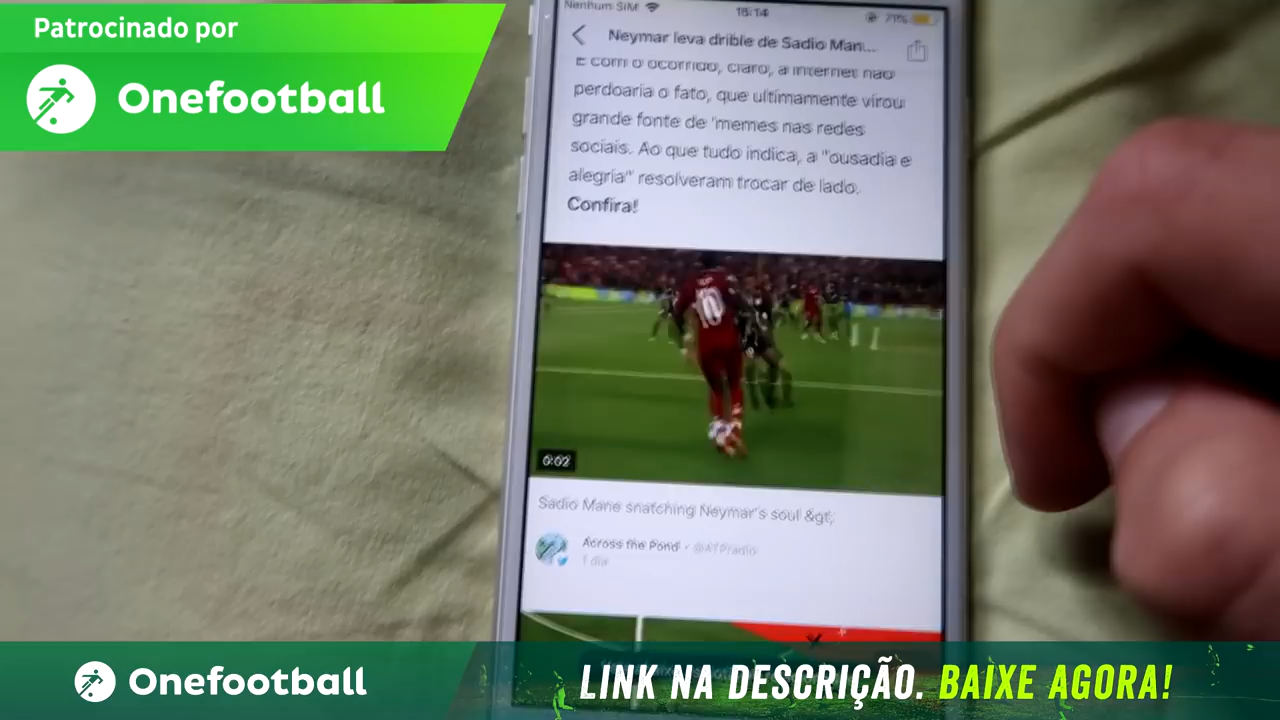 Patrocinado por
Onefootball
Nenhum SIM 15:14 71%
Neymar leva drible de Sadio Man...
E com o ocorrido, claro, a internet não
perdoaria o fato, que ultimamente virou
grande fonte de 'memes nas redes
sociais. Ao que tudo indica, a "ousadia e
alegria" resolveram trocar de lado.
Confira!
10
0:02
Sadio Mane snatching Neymar's soul &gt;
Across the Pond • @ATPradio
1 dia
Onefootball
LINK NA DESCRIÇÃO. BAIXE AGORA!